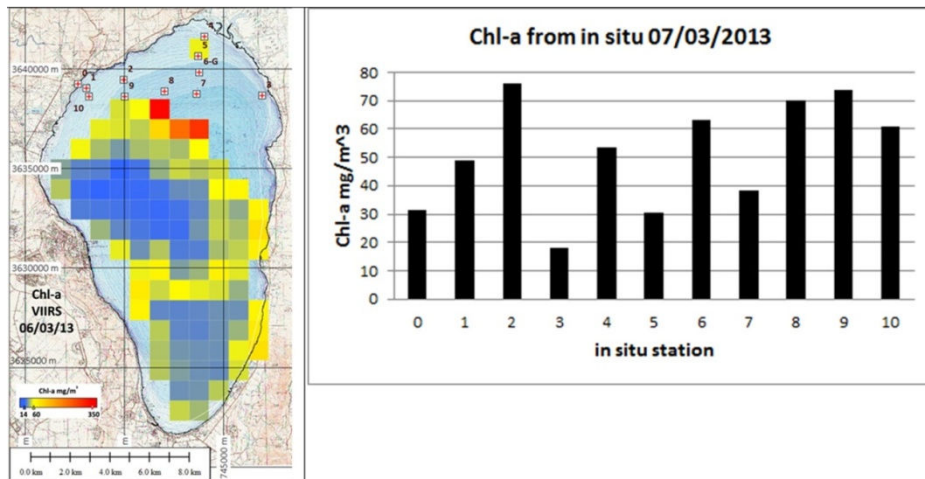 4
5
6-G
3640000 m
0
1
2
9
8
7
3
10
3635000 m
3630000 m
Chl-a
VIIRS
06/03/13
3625000 m
Chl-a mg/m³
14
60
350
m
m
745000 m
0.0 km
2.0 km
4.0 km
6.0 km
8.0 km
Chl-a from in situ 07/03/2013
Chl-a mg/m^3
80
70
60
50
40
30
20
10
0
0 1 2 3 4 5 6 7 8 9 10
in situ station